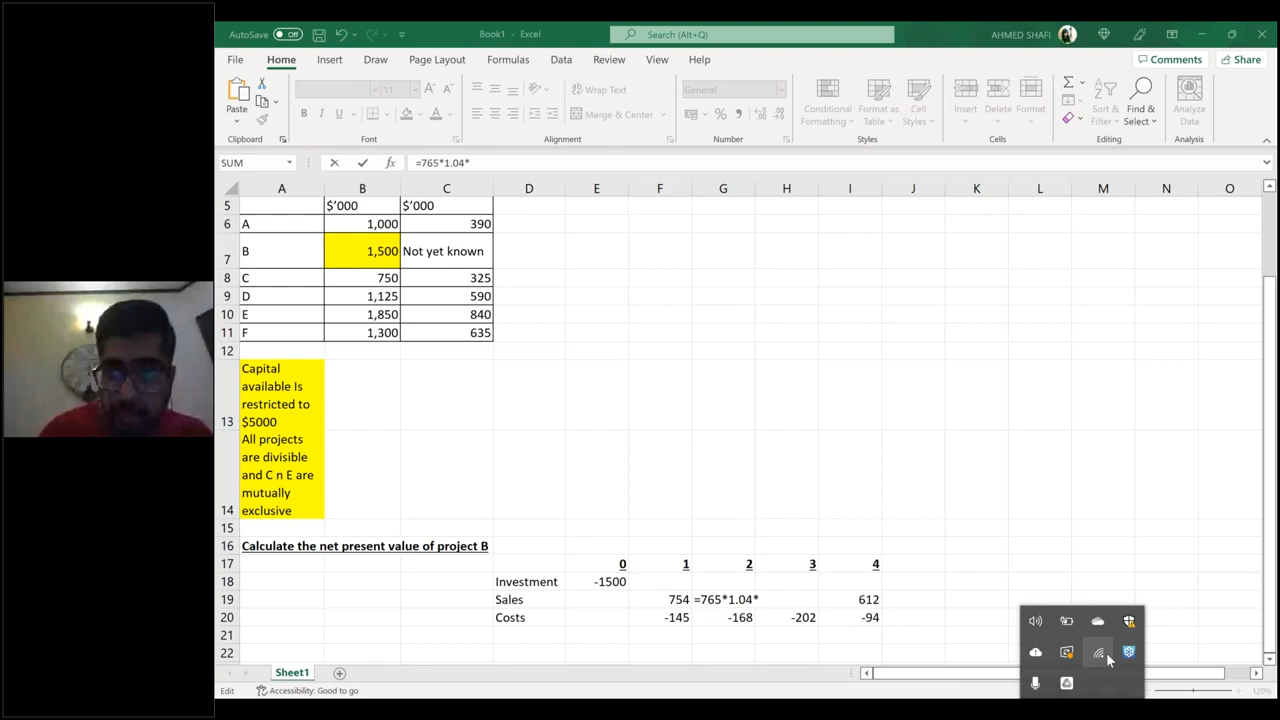 AutoSave Off Book1 - Excel Search (Alt+Q) AHMED SHAFI
File Home Insert Draw Page Layout Formulas Data Review View Help Comments Share
Paste 11 Wrap Text General Conditional Formatting Format as Table Cell Styles Insert Delete Format Sort & Filter Find & Select Analyze Data
Merge & Center
Clipboard Font Alignment Number Styles Cells Editing Analysis
SUM fx =765*1.04*
A B C D E F G H I J K L M N O
5 $'000 $'000
6 A 1,000 390
7 B 1,500 Not yet known
8 C 750 325
9 D 1,125 590
10 E 1,850 840
11 F 1,300 635
12
Capital
available Is
restricted to
13 $5000
All projects
are divisible
and C n E are
mutually
14 exclusive
15
16 Calculate the net present value of project B
17 0 1 2 3 4
18 Investment -1500
19 Sales 754 =765*1.04* 612
20 Costs -145 -168 -202 -94
21
22
Sheet1
Edit Accessibility: Good to go 120%